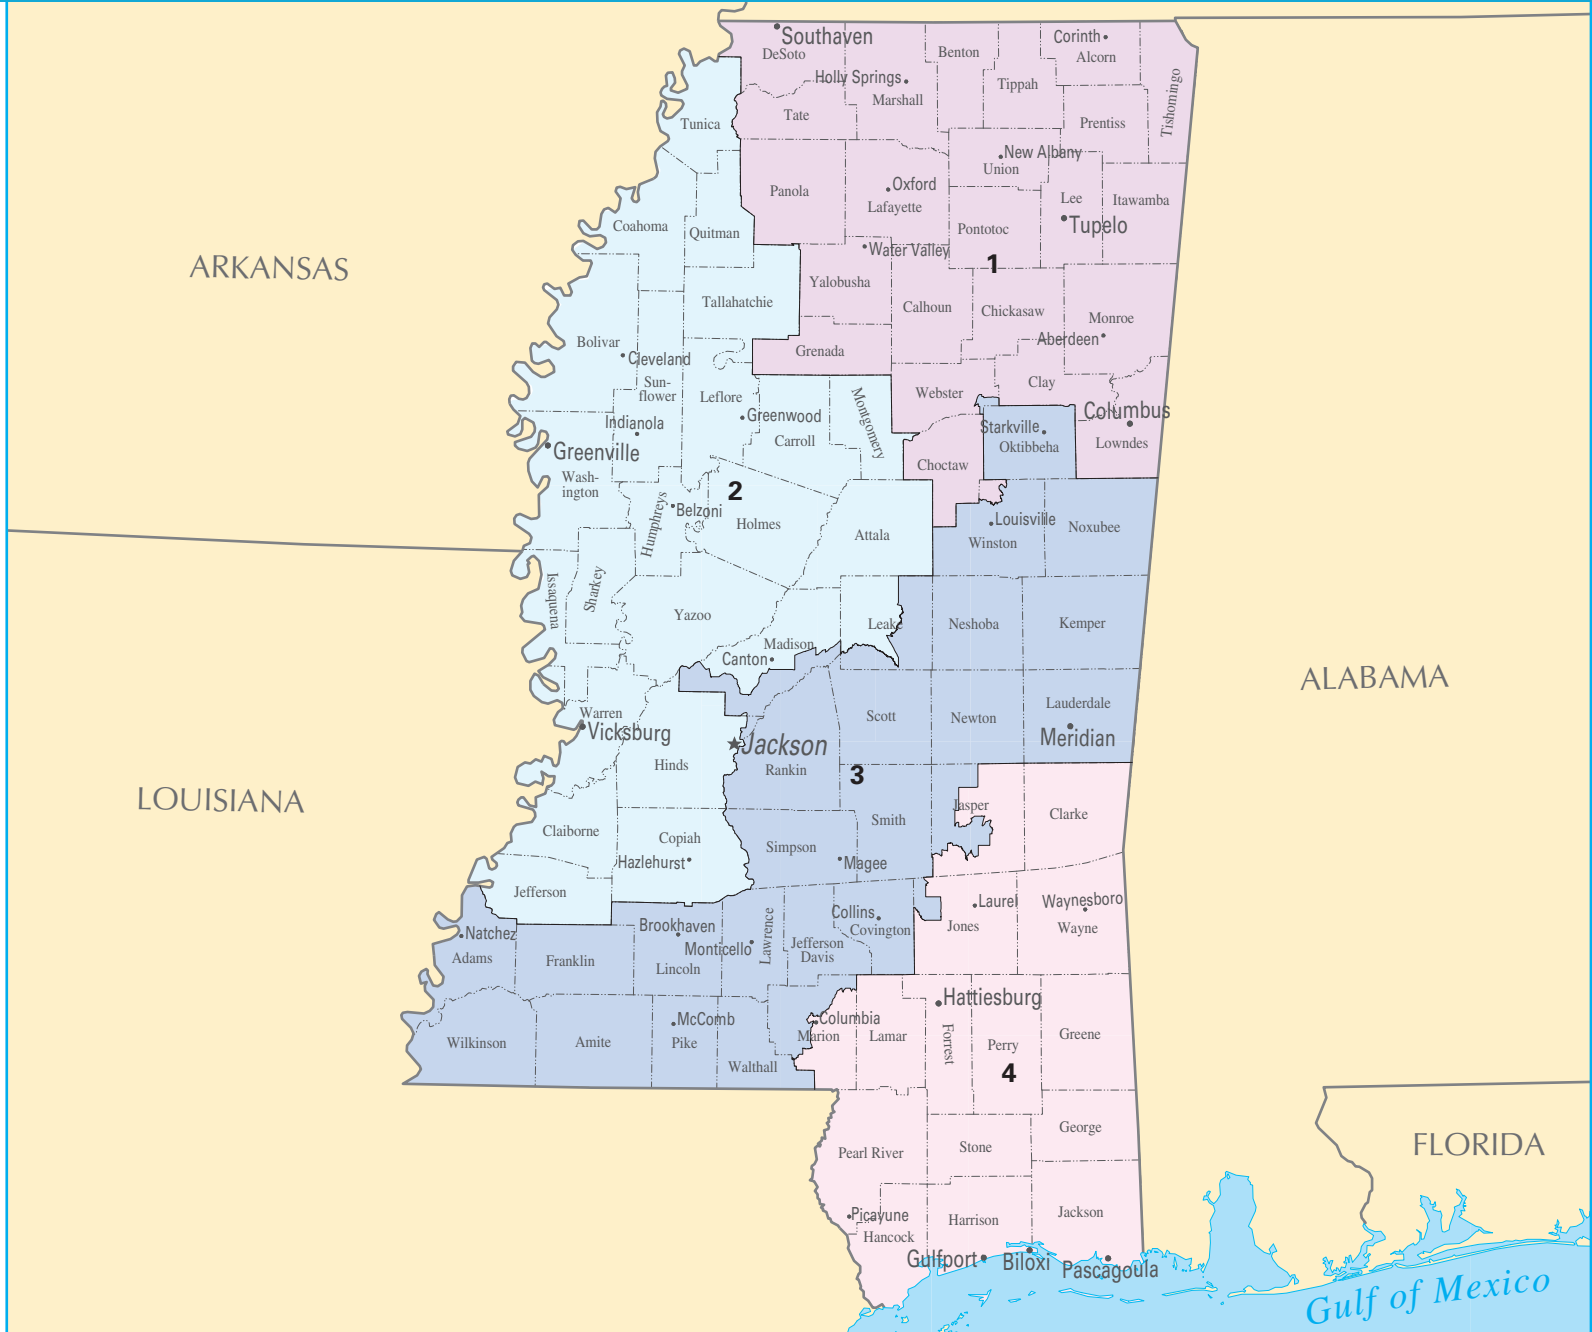 Southaven
DeSoto
Benton
Corinth
Alcorn
Holly Springs
Marshall
Tippah
Tishomingo
Tunica
Tate
Prentiss
New Albany
Union
Panola
Oxford
Lafayette
Lee
Itawamba
Coahoma
Quitman
Pontotoc
Tupelo
Water Valley
1
ARKANSAS
Tallahatchie
Yalobusha
Calhoun
Chickasaw
Monroe
Aberdeen
Bolivar
Cleveland
Grenada
Sun-
flower
Leflore
Webster
Clay
Montgomery
Greenwood
Carroll
Columbus
Indianola
Starkville
Oktibbeha
Lowndes
Greenville
Choctaw
Wash-
ington
2
Humphreys
Belzoni
Holmes
Louisville
Winston
Noxubee
Attala
Issaquena
Sharkey
Yazoo
Leake
Neshoba
Kemper
Madison
Canton
ALABAMA
Warren
Vicksburg
Scott
Newton
Lauderdale
Meridian
Jackson
Hinds
Rankin
3
LOUISIANA
Jasper
Clarke
Smith
Claiborne
Copiah
Simpson
Hazlehurst
Magee
Jefferson
Laurel
Waynesboro
Jones
Wayne
Natchez
Adams
Brookhaven
Monticello
Lawrence
Collins
Covington
Jefferson
Davis
Franklin
Lincoln
Hattiesburg
McComb
Columbia
Wilkinson
Amite
Pike
Marion
Lamar
Forrest
Perry
Greene
Walthall
4
George
Pearl River
Stone
FLORIDA
Picayune
Hancock
Harrison
Jackson
Gulfport
Biloxi
Pascagoula
Gulf of Mexico